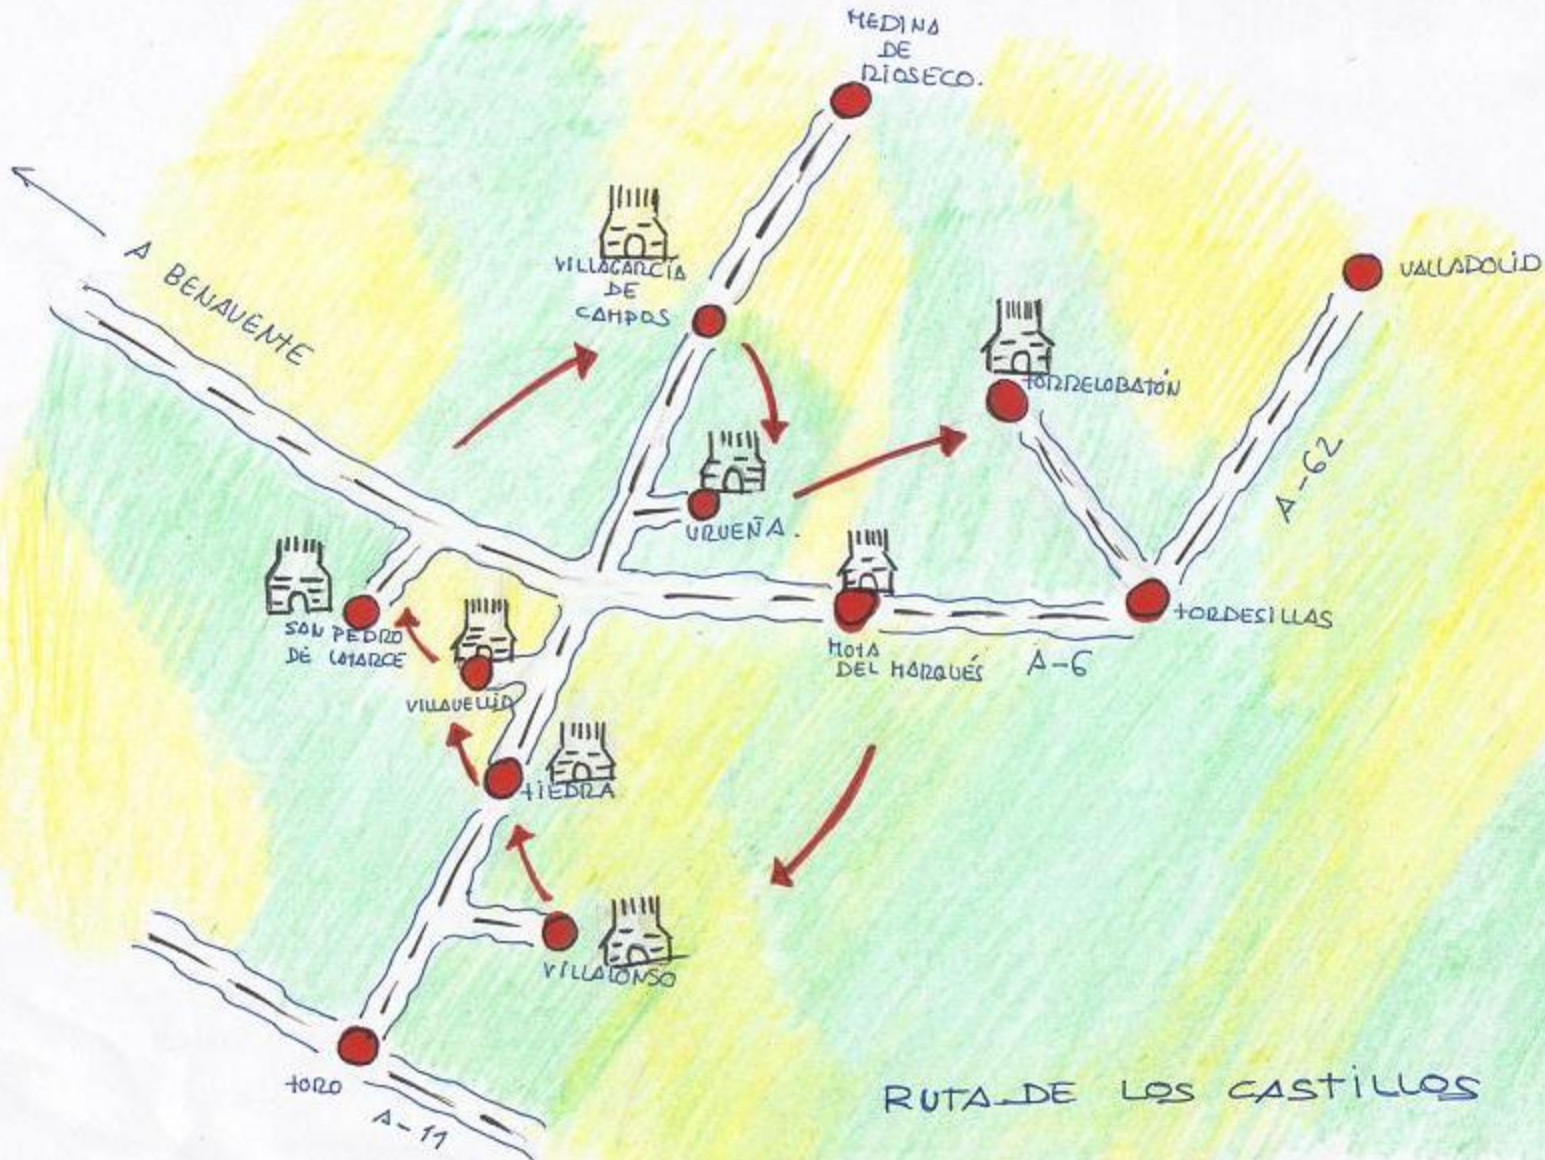 MEDINA
DE
RIOSECO.
A BENAVENTE
VILLAGARCÍA
DE
CAMPOS
VALLADOLID
TORRELOBATÓN
A-62
URUEÑA.
SAN PEDRO
DE LATARCE
VILLAVELLID
MOTA
DEL MARQUÉS
A-6
TORDESILLAS
TIEDRA
VILLALONSO
TORO
A-11
RUTA DE LOS CASTILLOS